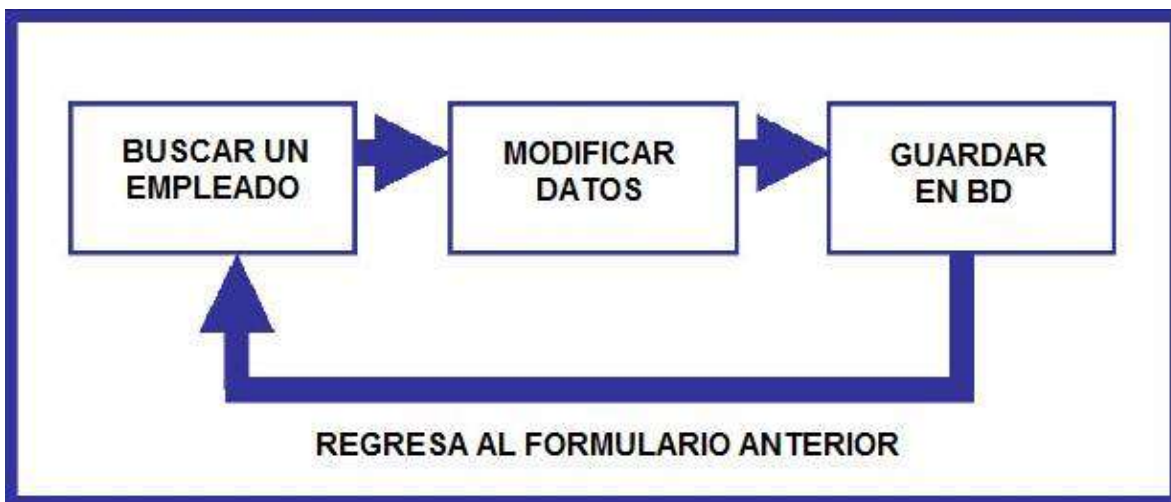 BUSCAR UN
EMPLEADO
MODIFICAR
DATOS
GUARDAR
EN BD
REGRESA AL FORMULARIO ANTERIOR